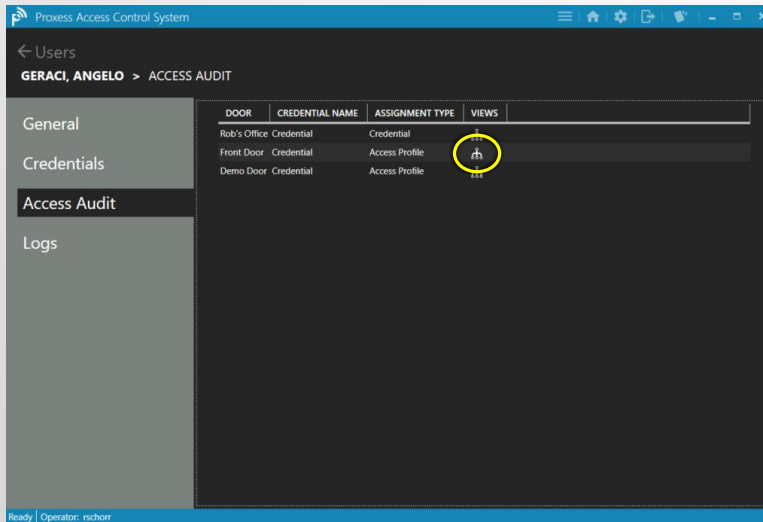 Proxess Access Control System
Users
GERACI, ANGELO > ACCESS AUDIT
General
Credentials
Access Audit
Logs
DOOR CREDENTIAL NAME ASSIGNMENT TYPE VIEWS
Rob's Office Credential Credential
Front Door Credential Access Profile
Demo Door Credential Access Profile
Ready Operator: rschorr